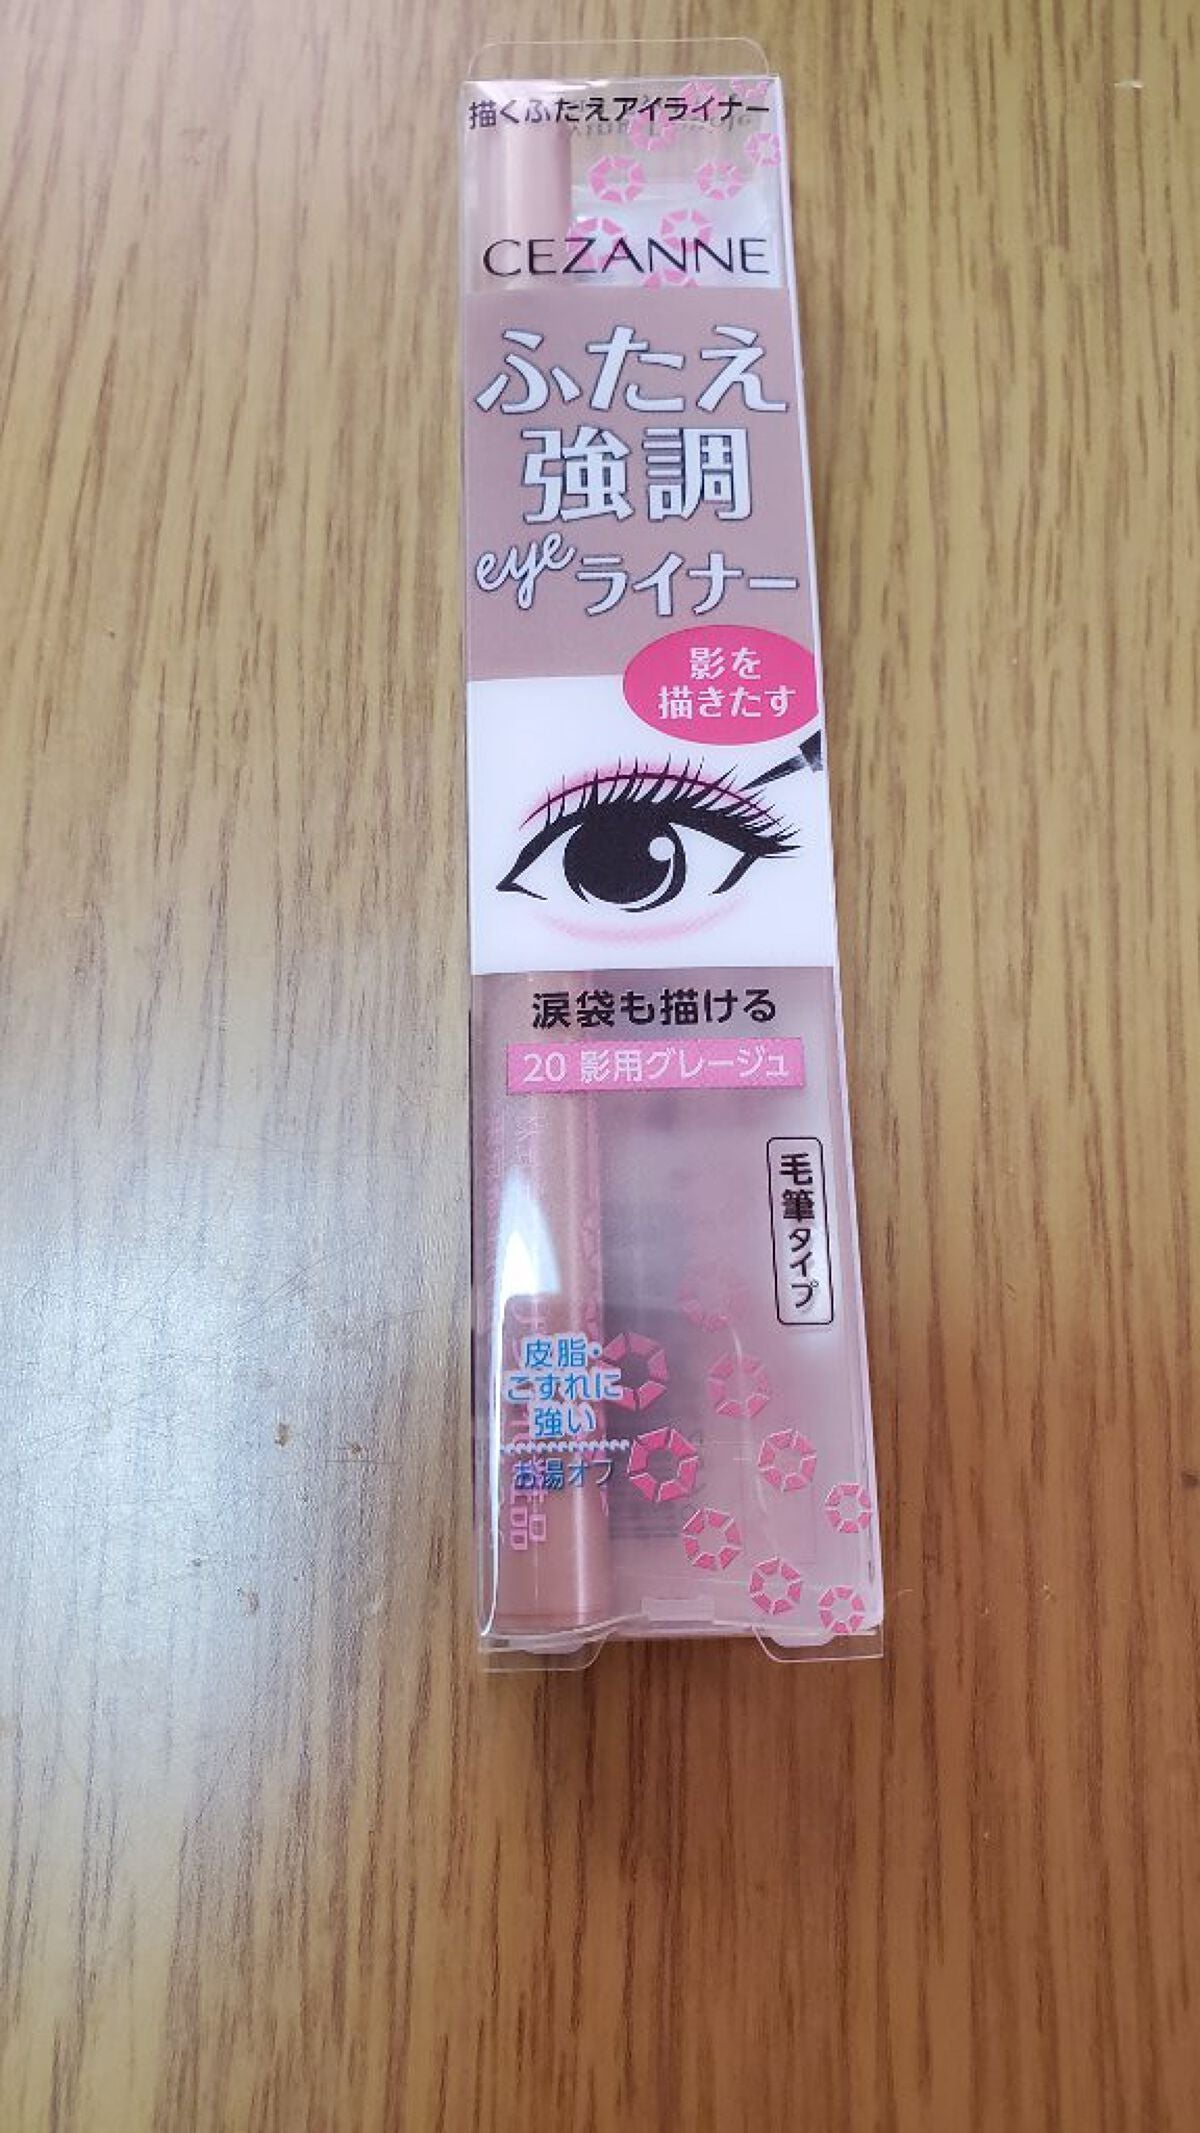 描くふたえアイライナー
CEZANNE
ふたえ
強調
eye ライナー
影を
描きたす
涙袋も描ける
20 影用グレージュ
毛筆タイプ
皮脂・
こすれに
強い
お湯オフ